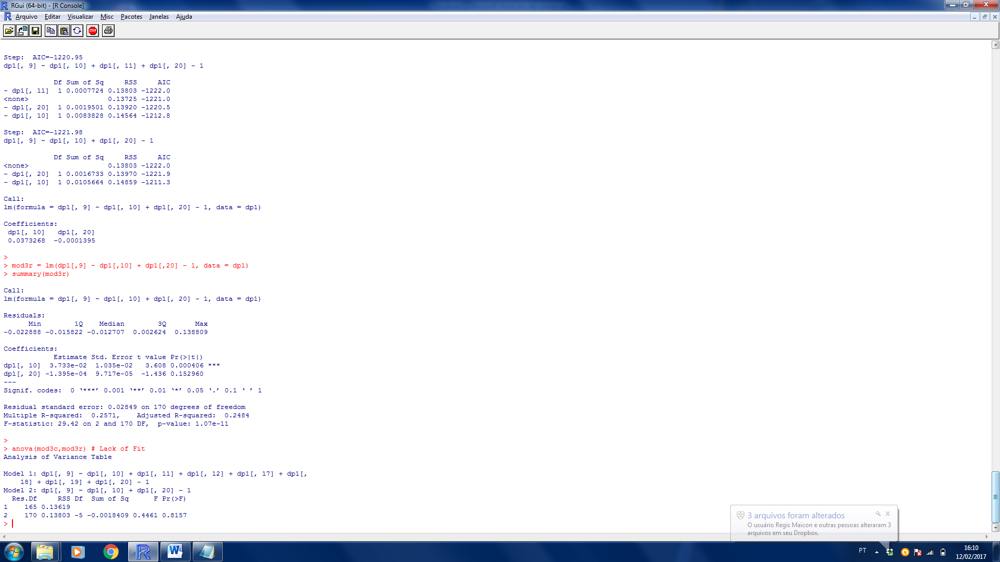 RGui (64-bit) - [R Console]
Arquivo Editar Visualizar Misc Pacotes Janelas Ajuda
STOP
Step:  AIC=-1220.95
dp1[, 9] ~ dp1[, 10] + dp1[, 11] + dp1[, 20] - 1
            Df Sum of Sq     RSS     AIC
- dp1[, 11]  1 0.0007724 0.13803 -1222.0
<none>                   0.13725 -1221.0
- dp1[, 20]  1 0.0019501 0.13920 -1220.5
- dp1[, 10]  1 0.0083828 0.14564 -1212.8
Step:  AIC=-1221.98
dp1[, 9] ~ dp1[, 10] + dp1[, 20] - 1
            Df Sum of Sq     RSS     AIC
<none>                   0.13803 -1222.0
- dp1[, 20]  1 0.0016733 0.13970 -1221.9
- dp1[, 10]  1 0.0105664 0.14859 -1211.3
Call:
lm(formula = dp1[, 9] ~ dp1[, 10] + dp1[, 20] - 1, data = dp1)
Coefficients:
 dp1[, 10]   dp1[, 20]
 0.0373268  -0.0001395
>
> mod3r = lm(dp1[,9] ~ dp1[,10] + dp1[,20] - 1, data = dp1)
> summary(mod3r)
Call:
lm(formula = dp1[, 9] ~ dp1[, 10] + dp1[, 20] - 1, data = dp1)
Residuals:
      Min        1Q    Median        3Q       Max
-0.022888 -0.015822 -0.012707  0.002624  0.138809
Coefficients:
            Estimate Std. Error t value Pr(>|t|)
dp1[, 10]  3.733e-02  1.035e-02   3.608 0.000406 ***
dp1[, 20] -1.395e-04  9.717e-05  -1.436 0.152960
---
Signif. codes:  0 ‘***’ 0.001 ‘**’ 0.01 ‘*’ 0.05 ‘.’ 0.1 ‘ ’ 1
Residual standard error: 0.02849 on 170 degrees of freedom
Multiple R-squared:  0.2571,    Adjusted R-squared:  0.2484
F-statistic: 29.42 on 2 and 170 DF,  p-value: 1.07e-11
>
> anova(mod3c,mod3r) # Lack of Fit
Analysis of Variance Table
Model 1: dp1[, 9] ~ dp1[, 10] + dp1[, 11] + dp1[, 12] + dp1[, 17] + dp1[,
    18] + dp1[, 19] + dp1[, 20] - 1
Model 2: dp1[, 9] ~ dp1[, 10] + dp1[, 20] - 1
  Res.Df     RSS Df  Sum of Sq      F Pr(>F)
1    165 0.13619
2    170 0.13803 -5 -0.0018409 0.4461 0.8157
>
3 arquivos foram alterados
O usuário Regis Maicon e outras pessoas alteraram 3
arquivos em seu Dropbox.
PT
16:10
12/02/2017